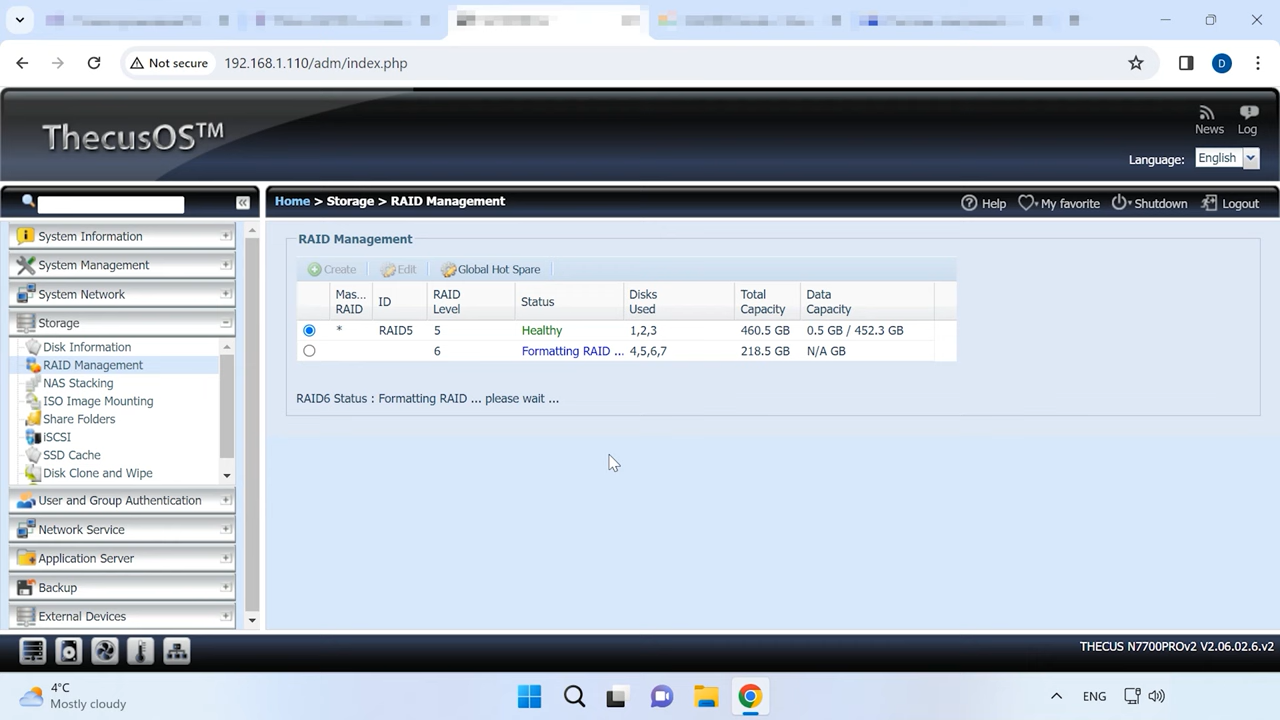 Not secure 192.168.1.110/adm/index.php D
ThecusOS™
News Log
Language: English
Home > Storage > RAID Management
Help My favorite Shutdown Logout
System Information
System Management
System Network
Storage
Disk Information
RAID Management
NAS Stacking
ISO Image Mounting
Share Folders
iSCSI
SSD Cache
Disk Clone and Wipe
User and Group Authentication
Network Service
Application Server
Backup
External Devices
RAID Management
Create Edit Global Hot Spare
Mas... RAID Disks Total Data
RAID ID Level Status Used Capacity Capacity
* RAID5 5 Healthy 1,2,3 460.5 GB 0.5 GB / 452.3 GB
6 Formatting RAID ... 4,5,6,7 218.5 GB N/A GB
RAID6 Status : Formatting RAID ... please wait ...
THECUS N7700PROv2 V2.06.02.6.v2
4°C
Mostly cloudy
ENG